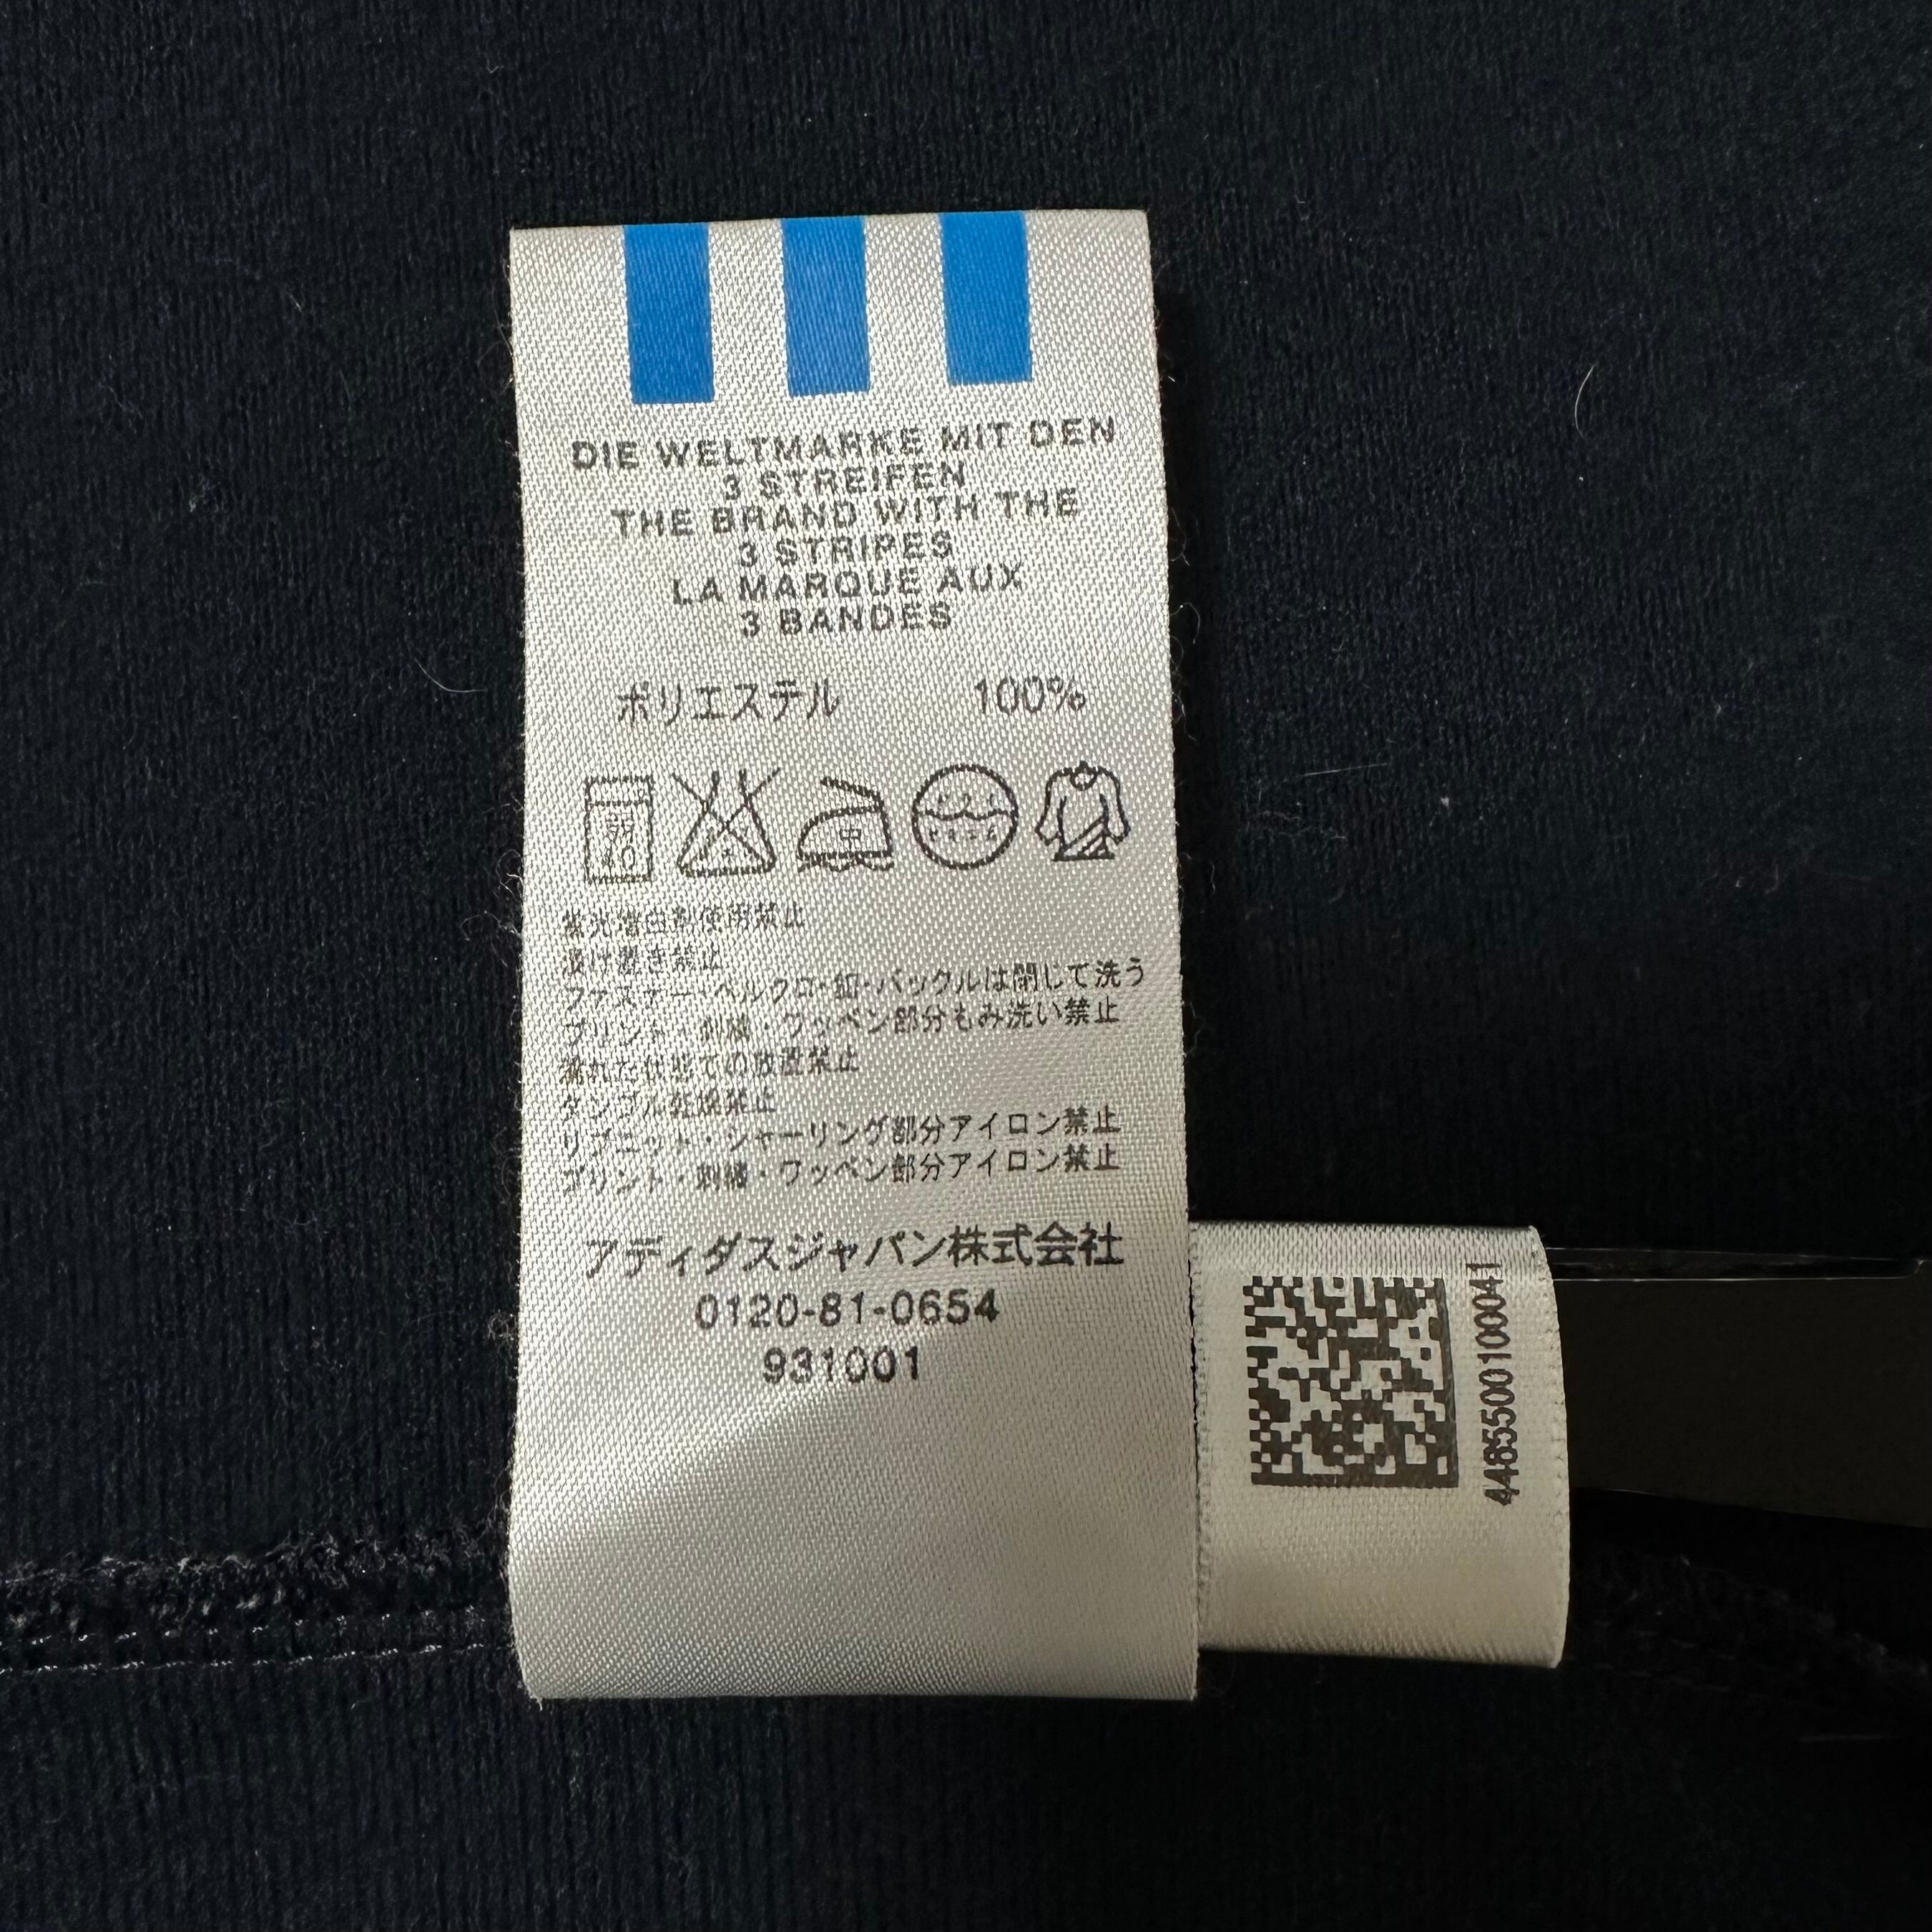 DIE WELTMARKE MIT DEN
3 STREIFEN
THE BRAND WITH THE
3 STRIPES
LA MARQUE AUX
3 BANDES
ポリエステル 100%
40
中
蛍光増白剤使用禁止
浸け置き禁止
ファスナー・ベルクロ・釦・バックルは閉じて洗う
プリント・刺繍・ワッペン部分もみ洗い禁止
濡れた状態での放置禁止
タンブル乾燥禁止
リブニット・シャーリング部分アイロン禁止
プリント・刺繍・ワッペン部分アイロン禁止
アディダスジャパン株式会社
0120-81-0654
931001
4465500100041